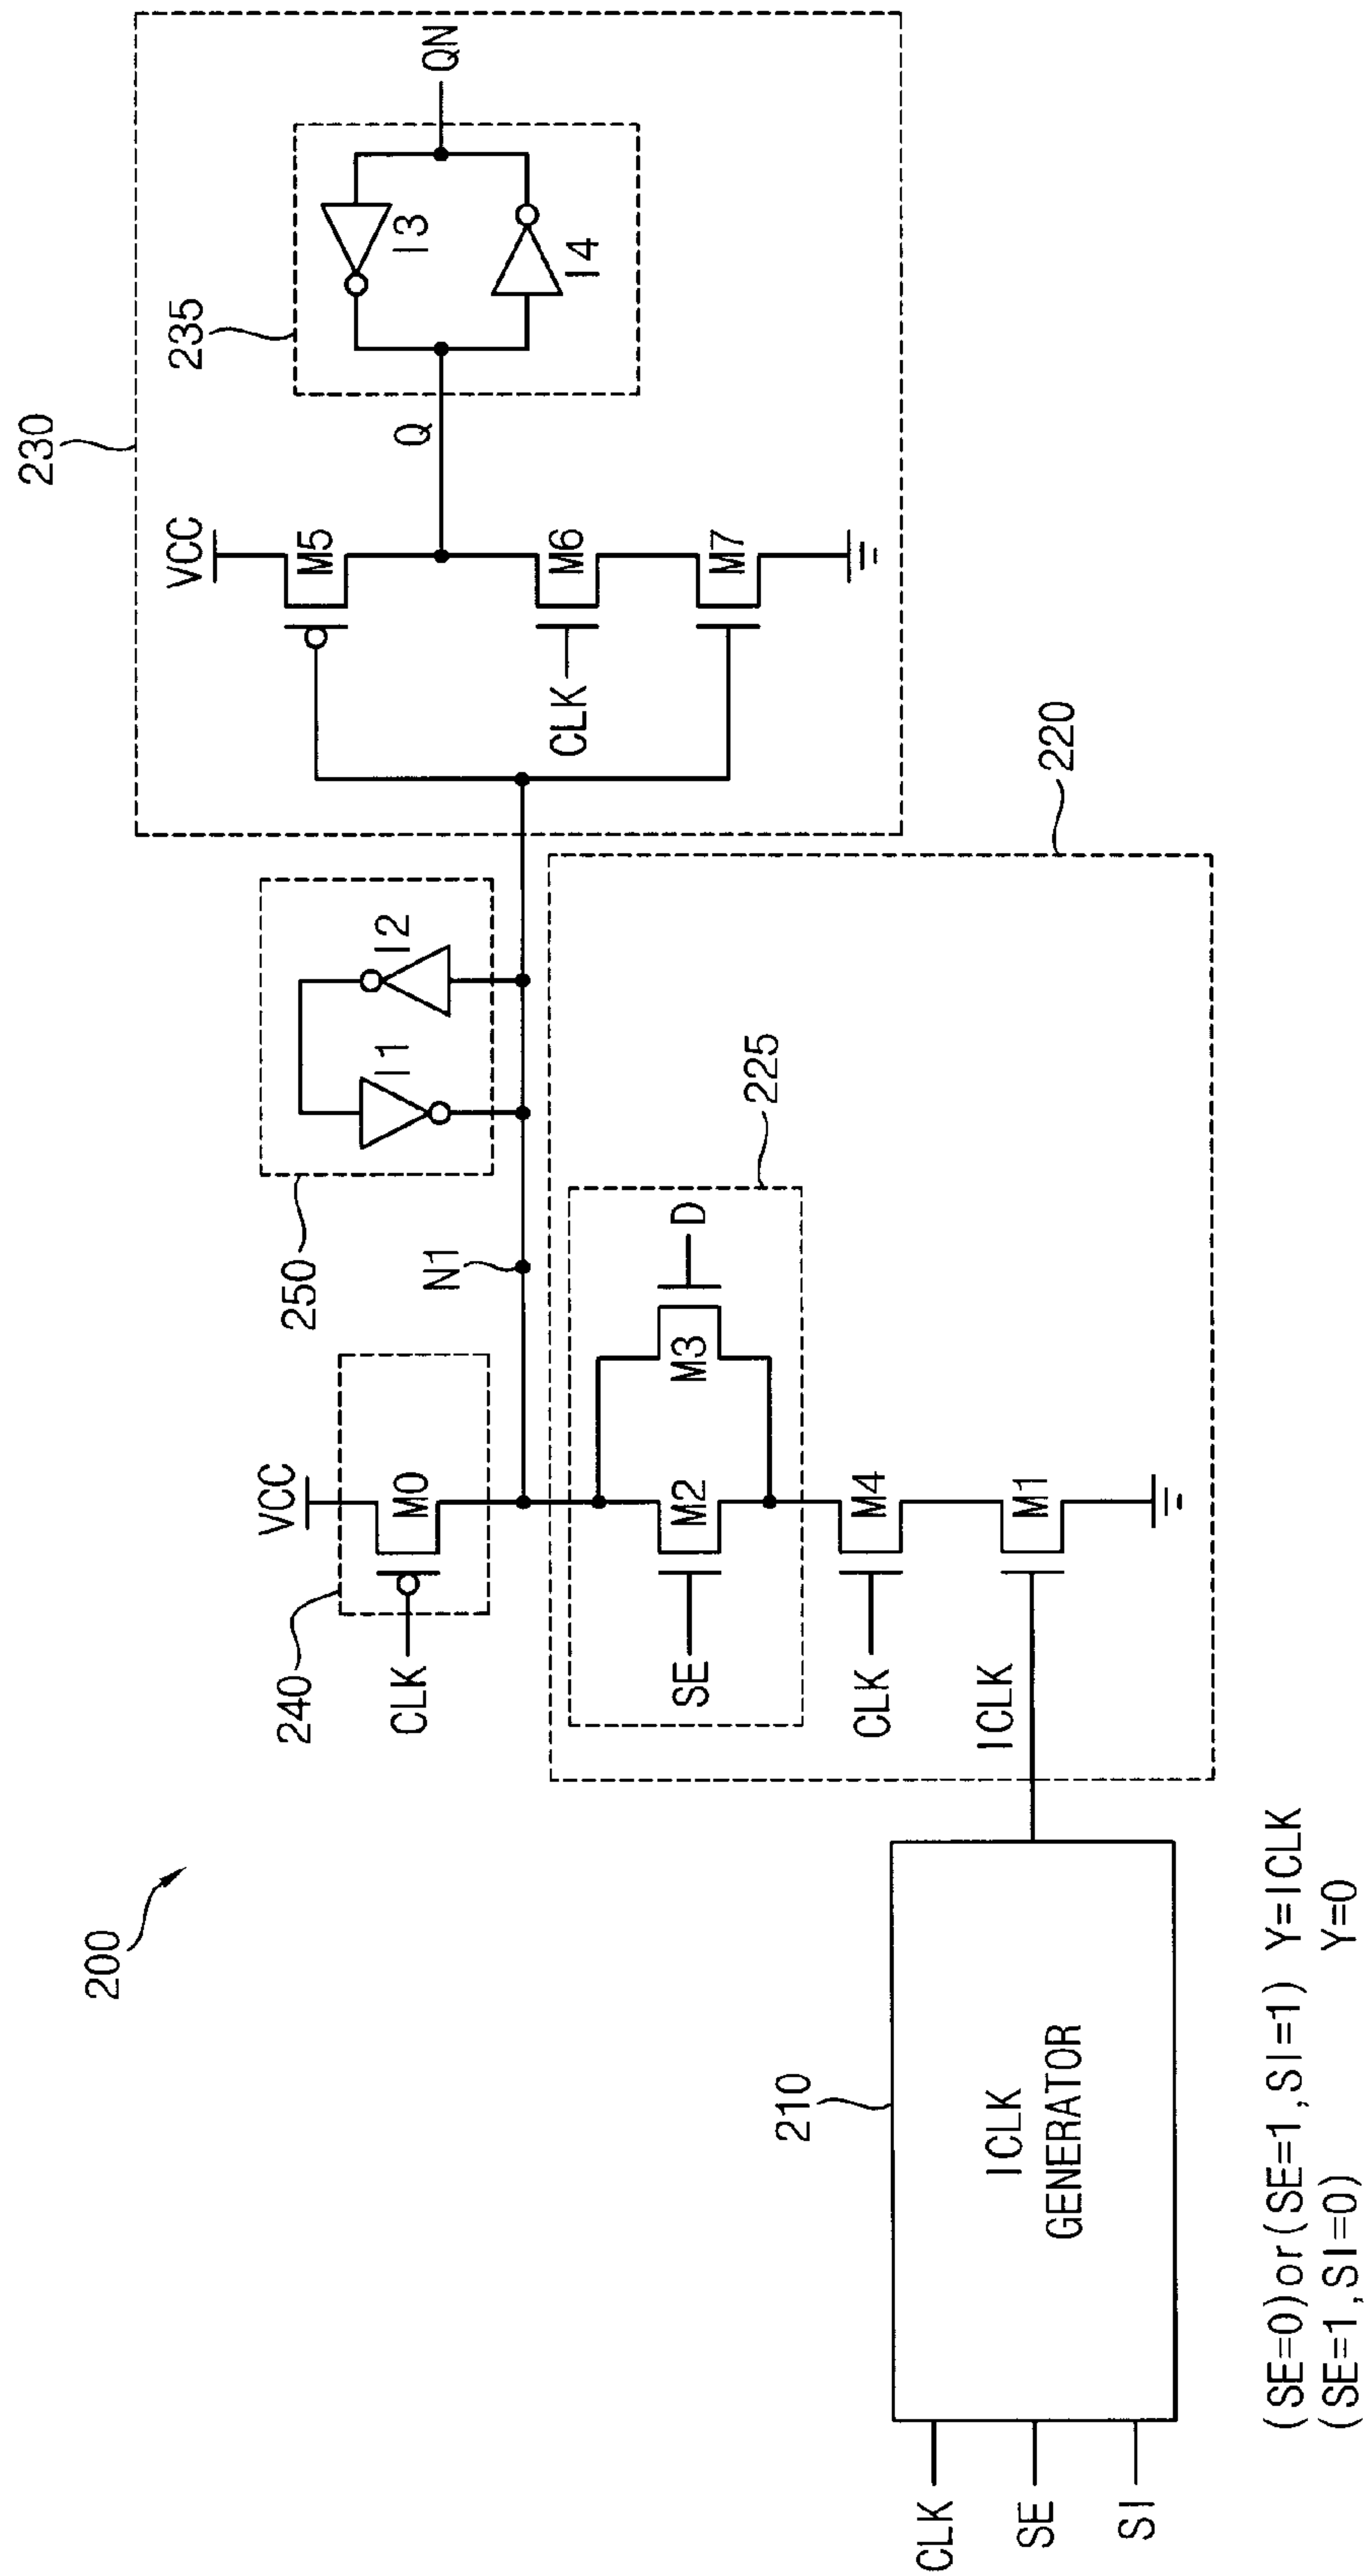 200
CLK
SE
SI
210
ICLK
GENERATOR
(SE=0)or(SE=1,SI=1) Y=ICLK
(SE=1,SI=0) Y=0
240
VCC
CLK
M0
N1
250
I1
I2
220
225
SE
M2
M3
D
CLK
M4
ICLK
M1
230
VCC
M5
CLK
M6
M7
Q
235
I3
I4
QN